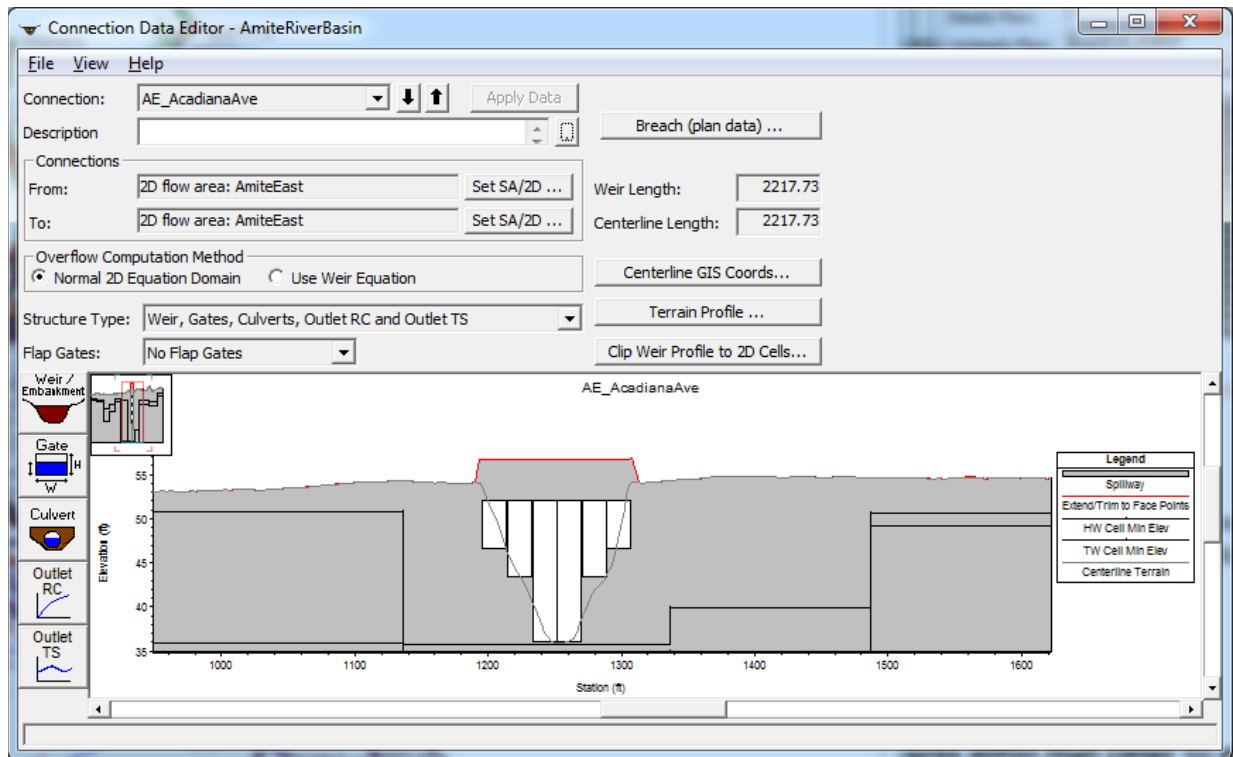 Connection Data Editor - AmiteRiverBasin
File View Help
Connection: AE_AcadianaAve Apply Data
Description Breach (plan data) ...
Connections
From: 2D flow area: AmiteEast Set SA/2D ... Weir Length: 2217.73
To: 2D flow area: AmiteEast Set SA/2D ... Centerline Length: 2217.73
Overflow Computation Method
Normal 2D Equation Domain Use Weir Equation Centerline GIS Coords...
Structure Type: Weir, Gates, Culverts, Outlet RC and Outlet TS Terrain Profile ...
Flap Gates: No Flap Gates Clip Weir Profile to 2D Cells...
Weir /
Embankment
Gate
H
W
Culvert
Outlet
RC
Outlet
TS
AE_AcadianaAve
55
50
45
40
35
Elevation (ft)
1000 1100 1200 1300 1400 1500 1600
Station (ft)
Legend
Spillway
Extend/Trim to Face Points
HW Cell Min Elev
TW Cell Min Elev
Centerline Terrain